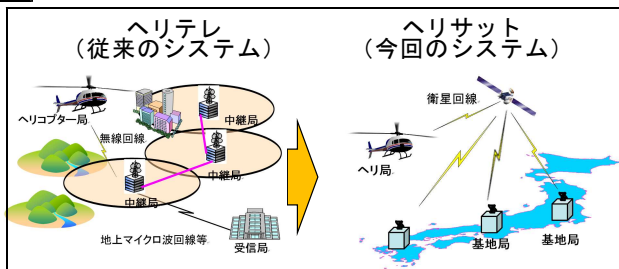 ヘリテレ
(従来のシステム)
ヘリコプター局
無線回線
中継局
中継局
中継局
地上マイクロ波回線等
受信局
ヘリサット
(今回のシステム)
衛星回線
ヘリ局
基地局
基地局